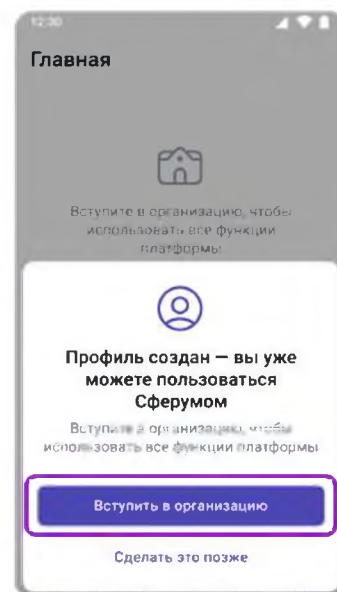 12:30
Главная
Вступите в организацию, чтобы
использовать все функции
платформы
Профиль создан — вы уже
можете пользоваться
Сферумом
Вступите в организацию, чтобы
использовать все функции платформы
Вступить в организацию
Сделать это позже